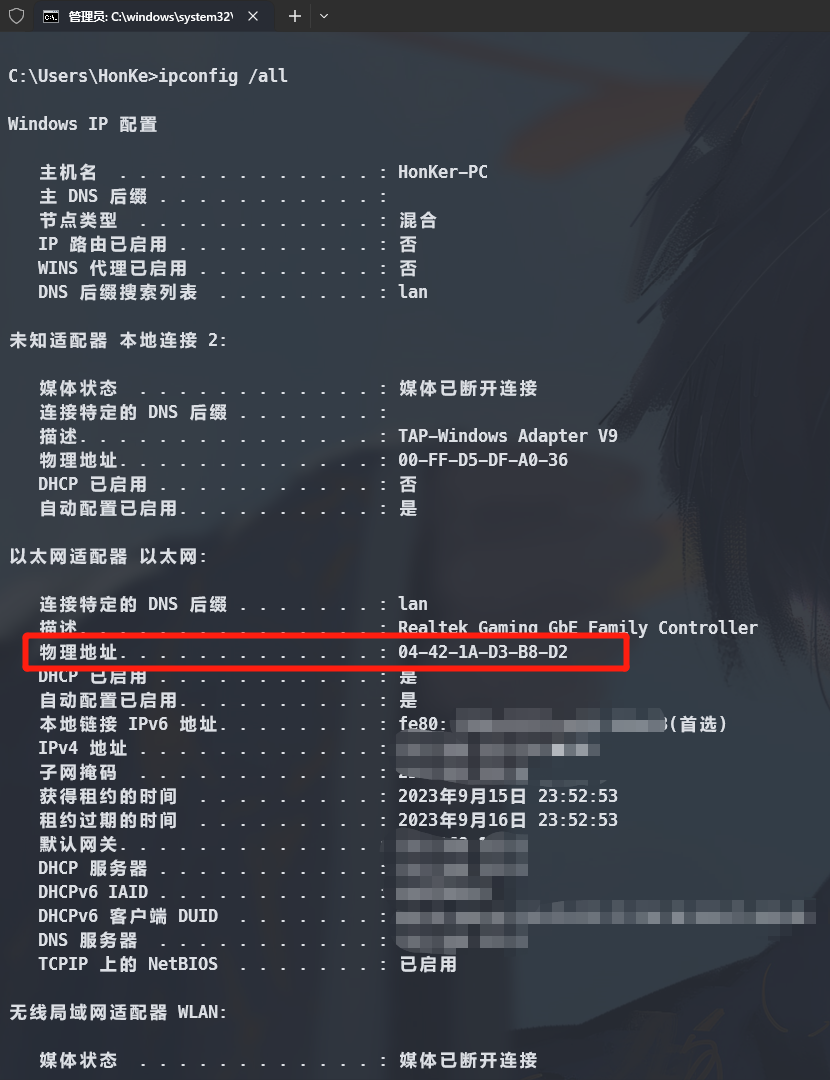 管理员: C:\windows\system32\
C:\Users\HonKe>ipconfig /all
Windows IP 配置
主机名 . . . . . . . . . . . . . : HonKer-PC
主 DNS 后缀 . . . . . . . . . . . :
节点类型 . . . . . . . . . . . . : 混合
IP 路由已启用 . . . . . . . . . . : 否
WINS 代理已启用 . . . . . . . . . : 否
DNS 后缀搜索列表 . . . . . . . . : lan
未知适配器 本地连接 2:
媒体状态 . . . . . . . . . . . . : 媒体已断开连接
连接特定的 DNS 后缀 . . . . . . . :
描述. . . . . . . . . . . . . . . : TAP-Windows Adapter V9
物理地址. . . . . . . . . . . . . : 00-FF-D5-DF-A0-36
DHCP 已启用 . . . . . . . . . . . : 否
自动配置已启用. . . . . . . . . . : 是
以太网适配器 以太网:
连接特定的 DNS 后缀 . . . . . . . : lan
描述. . . . . . . . . . . . . . . : Realtek Gaming GbE Family Controller
物理地址. . . . . . . . . . . . . : 04-42-1A-D3-B8-D2
DHCP 已启用 . . . . . . . . . . . : 是
自动配置已启用. . . . . . . . . . : 是
本地链接 IPv6 地址. . . . . . . . : fe80: (首选)
IPv4 地址 . . . . . . . . . . . . :
子网掩码 . . . . . . . . . . . . :
获得租约的时间 . . . . . . . . . : 2023年9月15日 23:52:53
租约过期的时间 . . . . . . . . . : 2023年9月16日 23:52:53
默认网关. . . . . . . . . . . . . :
DHCP 服务器 . . . . . . . . . . . :
DHCPv6 IAID . . . . . . . . . . . :
DHCPv6 客户端 DUID . . . . . . . :
DNS 服务器 . . . . . . . . . . . :
TCPIP 上的 NetBIOS . . . . . . . : 已启用
无线局域网适配器 WLAN:
媒体状态 . . . . . . . . . . . . : 媒体已断开连接